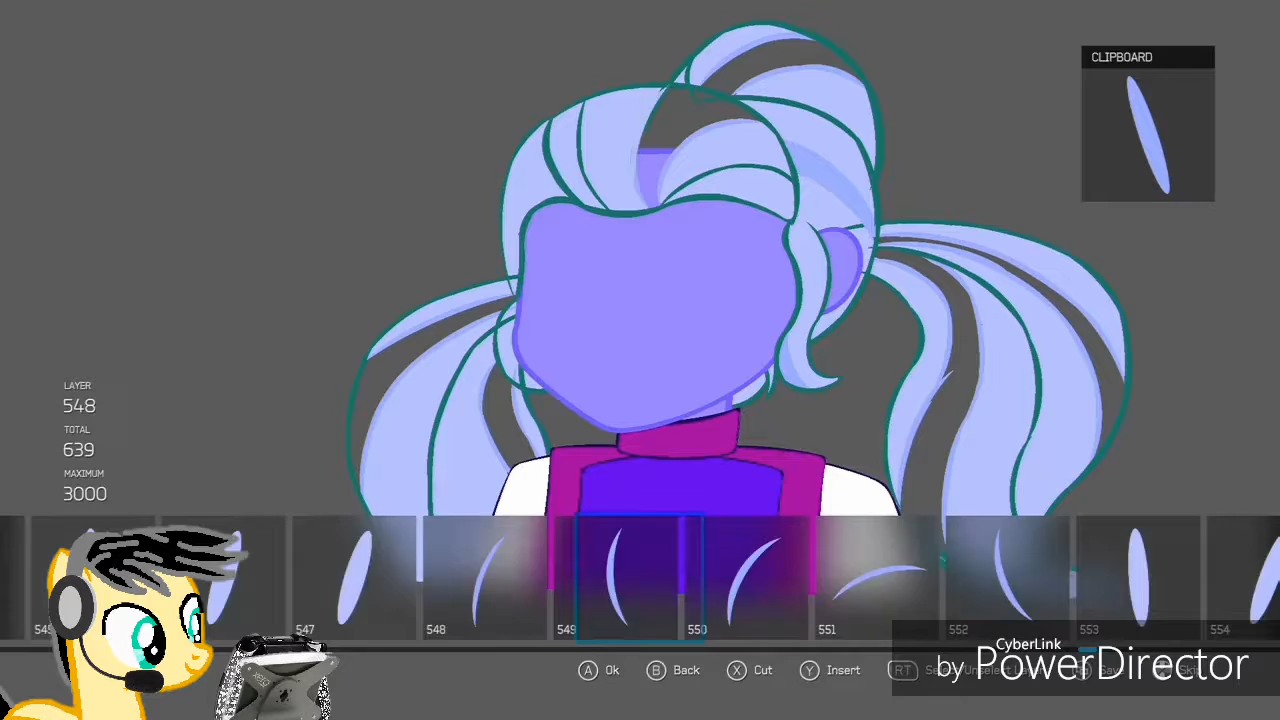 CLIPBOARD
LAYER
548
TOTAL
639
MAXIMUM
3000
547
548
549
550
551
552
553
554
A Ok
B Back
X Cut
Y Insert
RT
CyberLink
by PowerDirector